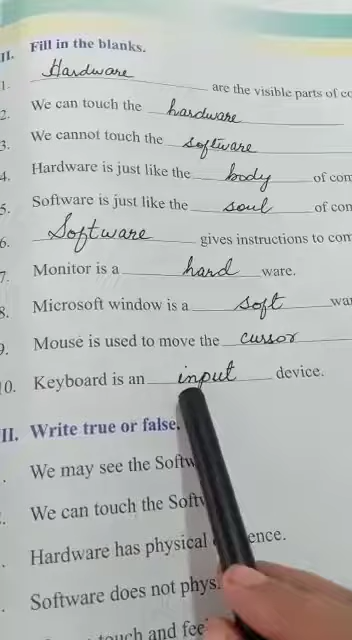 II. Fill in the blanks.
1. Hardware are the visible parts of co
2. We can touch the hardware
3. We cannot touch the software
4. Hardware is just like the body of com
5. Software is just like the soul of con
6. Software gives instructions to com
7. Monitor is a hard ware.
8. Microsoft window is a soft wa
9. Mouse is used to move the cursor
10. Keyboard is an input device.
II. Write true or false.
We may see the Softw
We can touch the Softw
Hardware has physical ence.
Software does not phys
touch and fee